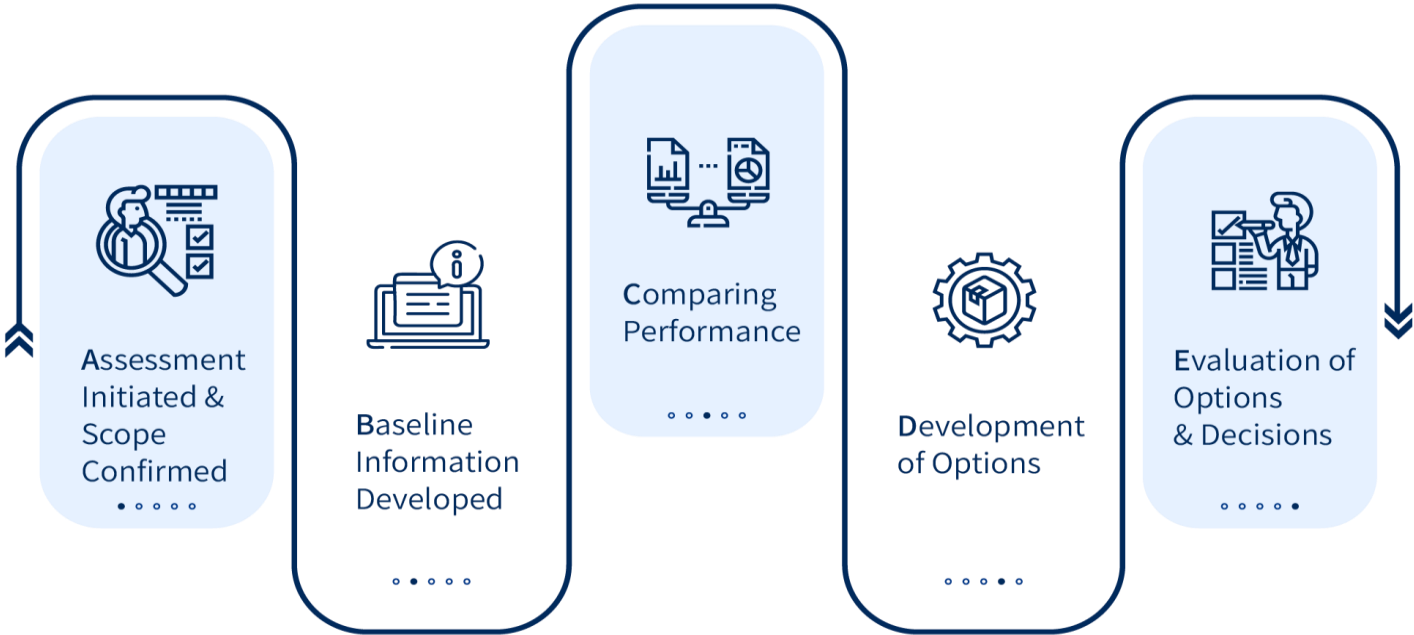 Assessment
Initiated &
Scope
Confirmed
Baseline
Information
Developed
Comparing
Performance
Development
of Options
Evaluation of
Options
& Decisions